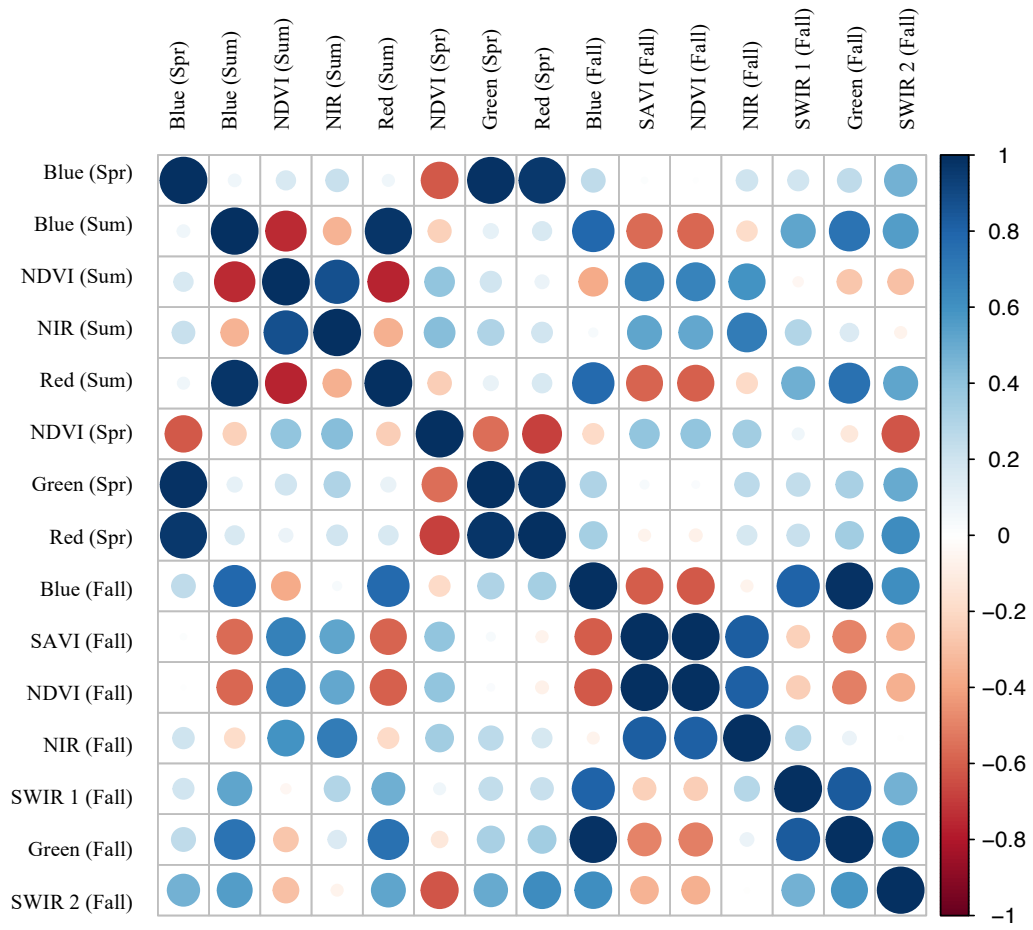 Blue (Spr)
Blue (Sum)
NDVI (Sum)
NIR (Sum)
Red (Sum)
NDVI (Spr)
Green (Spr)
Red (Spr)
Blue (Fall)
SAVI (Fall)
NDVI (Fall)
NIR (Fall)
SWIR 1 (Fall)
Green (Fall)
SWIR 2 (Fall)
Blue (Spr)
Blue (Sum)
NDVI (Sum)
NIR (Sum)
Red (Sum)
NDVI (Spr)
Green (Spr)
Red (Spr)
Blue (Fall)
SAVI (Fall)
NDVI (Fall)
NIR (Fall)
SWIR 1 (Fall)
Green (Fall)
SWIR 2 (Fall)
1
0.8
0.6
0.4
0.2
0
−0.2
−0.4
−0.6
−0.8
−1